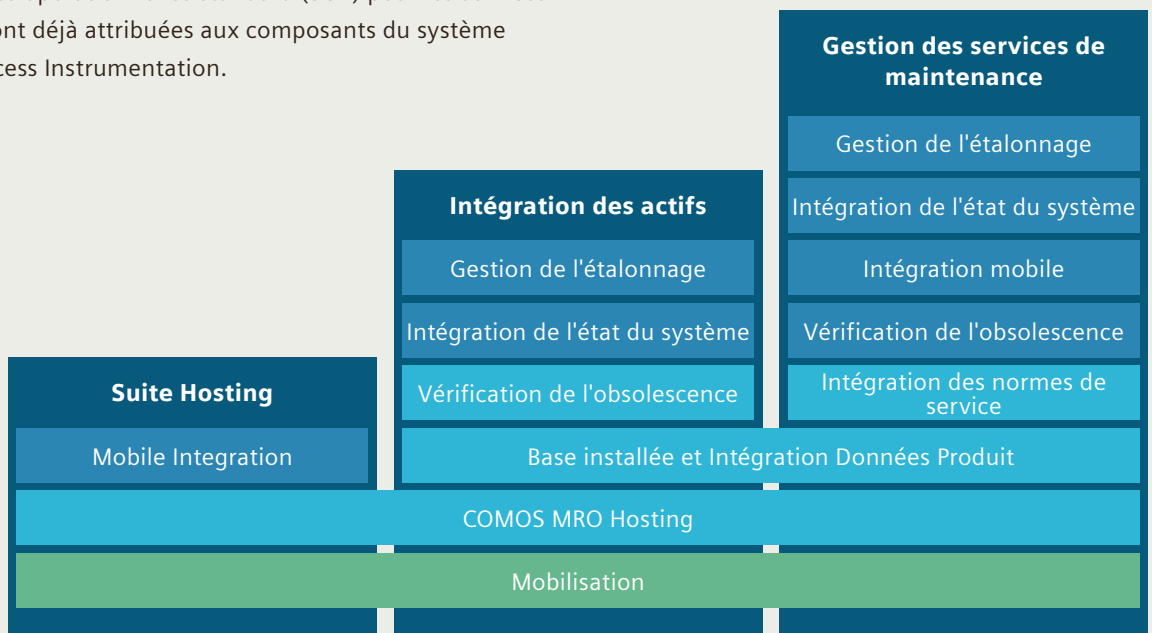 ont déjà attribuées aux composants du système
cess Instrumentation.
Gestion des services de
maintenance
Gestion de l'étalonnage
Intégration de l'état du système
Intégration mobile
Vérification de l'obsolescence
Intégration des normes de
service
Intégration des actifs
Gestion de l'étalonnage
Intégration de l'état du système
Vérification de l'obsolescence
Suite Hosting
Mobile Integration
Base installée et Intégration Données Produit
COMOS MRO Hosting
Mobilisation